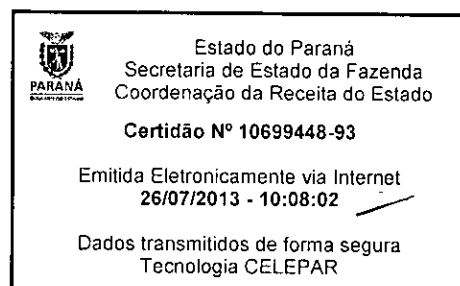 PARANÁ
Estado do Paraná
Secretaria de Estado da Fazenda
Coordenação da Receita do Estado
Certidão Nº 10699448-93
Emitida Eletronicamente via Internet
26/07/2013 - 10:08:02
Dados transmitidos de forma segura
Tecnologia CELEPAR